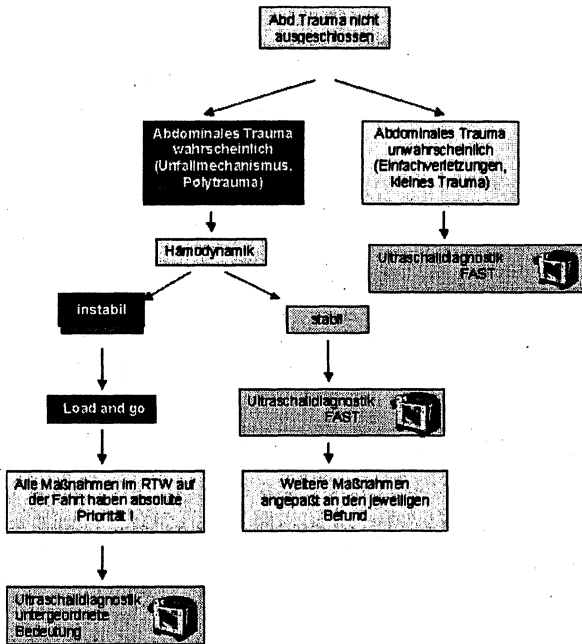 Abd.Trauma nicht
ausgeschlossen
Abdominales Trauma
wahrscheinlich
(Unfallmechanismus,
Polytrauma)
Abdominales Trauma
unwahrscheinlich
(Einfachverletzungen,
kleines Trauma)
Hämodynamik
Ultraschalldiagnostik
FAST
instabil
stabil
Load and go
Ultraschalldiagnostik
FAST
Alle Maßnahmen im RTW auf
der Fahrt haben absolute
Priorität !
Weitere Maßnahmen
angepaßt an den jeweiligen
Befund
Ultraschalldiagnostik
untergeordnete
Bedeutung